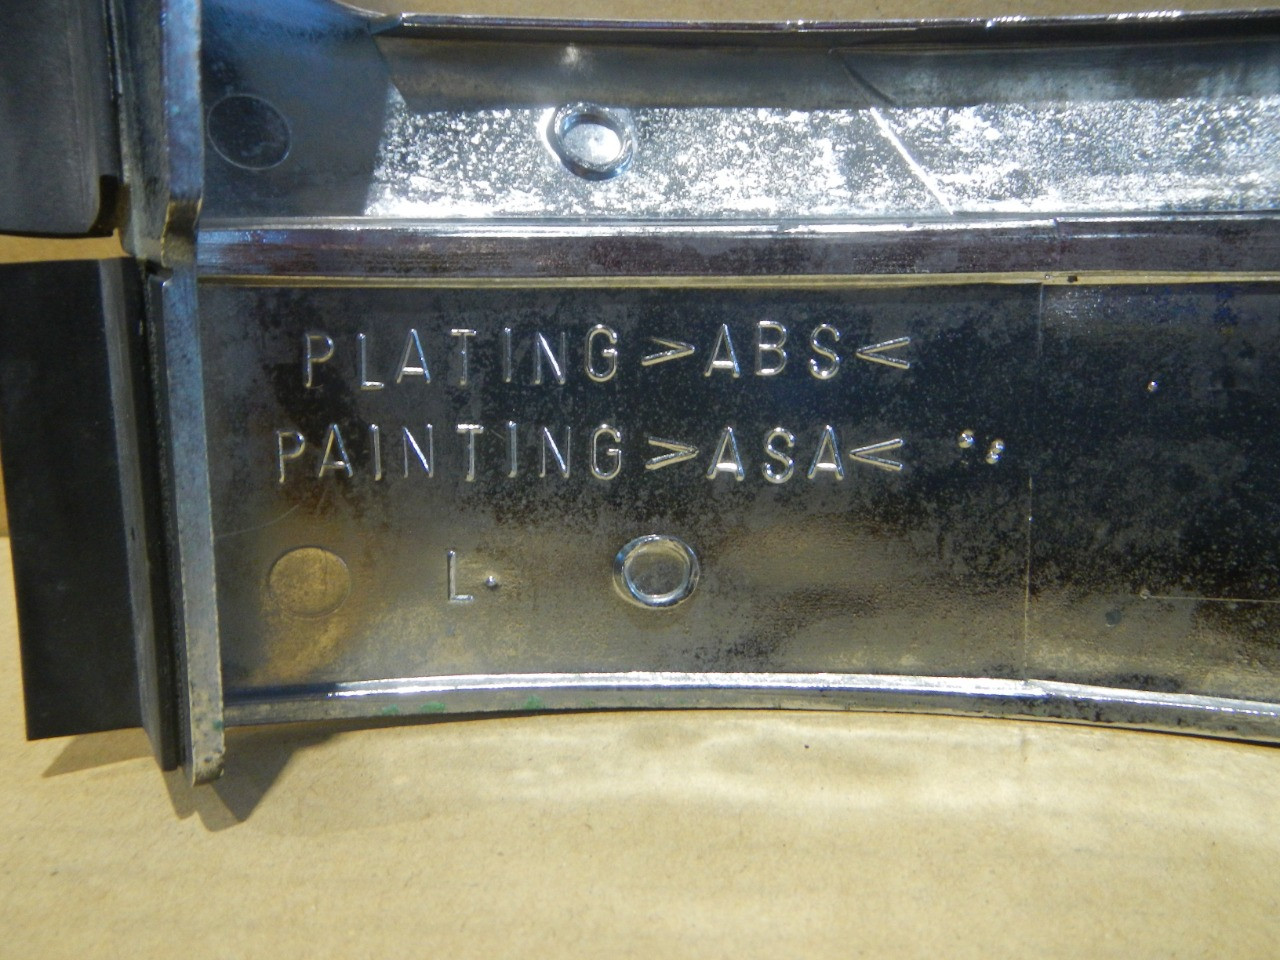 PLATING >ABS<
PAINTING >ASA<
L.